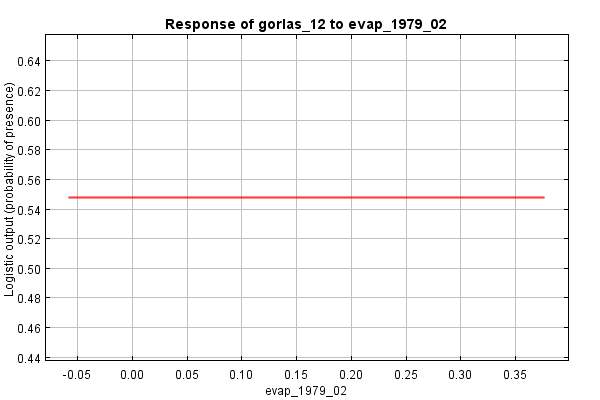 Response of gorlas_12 to evap_1979_02
Logistic output (probability of presence)
0.64
0.62
0.60
0.58
0.56
0.54
0.52
0.50
0.48
0.46
0.44
-0.05 0.00 0.05 0.10 0.15 0.20 0.25 0.30 0.35
evap_1979_02